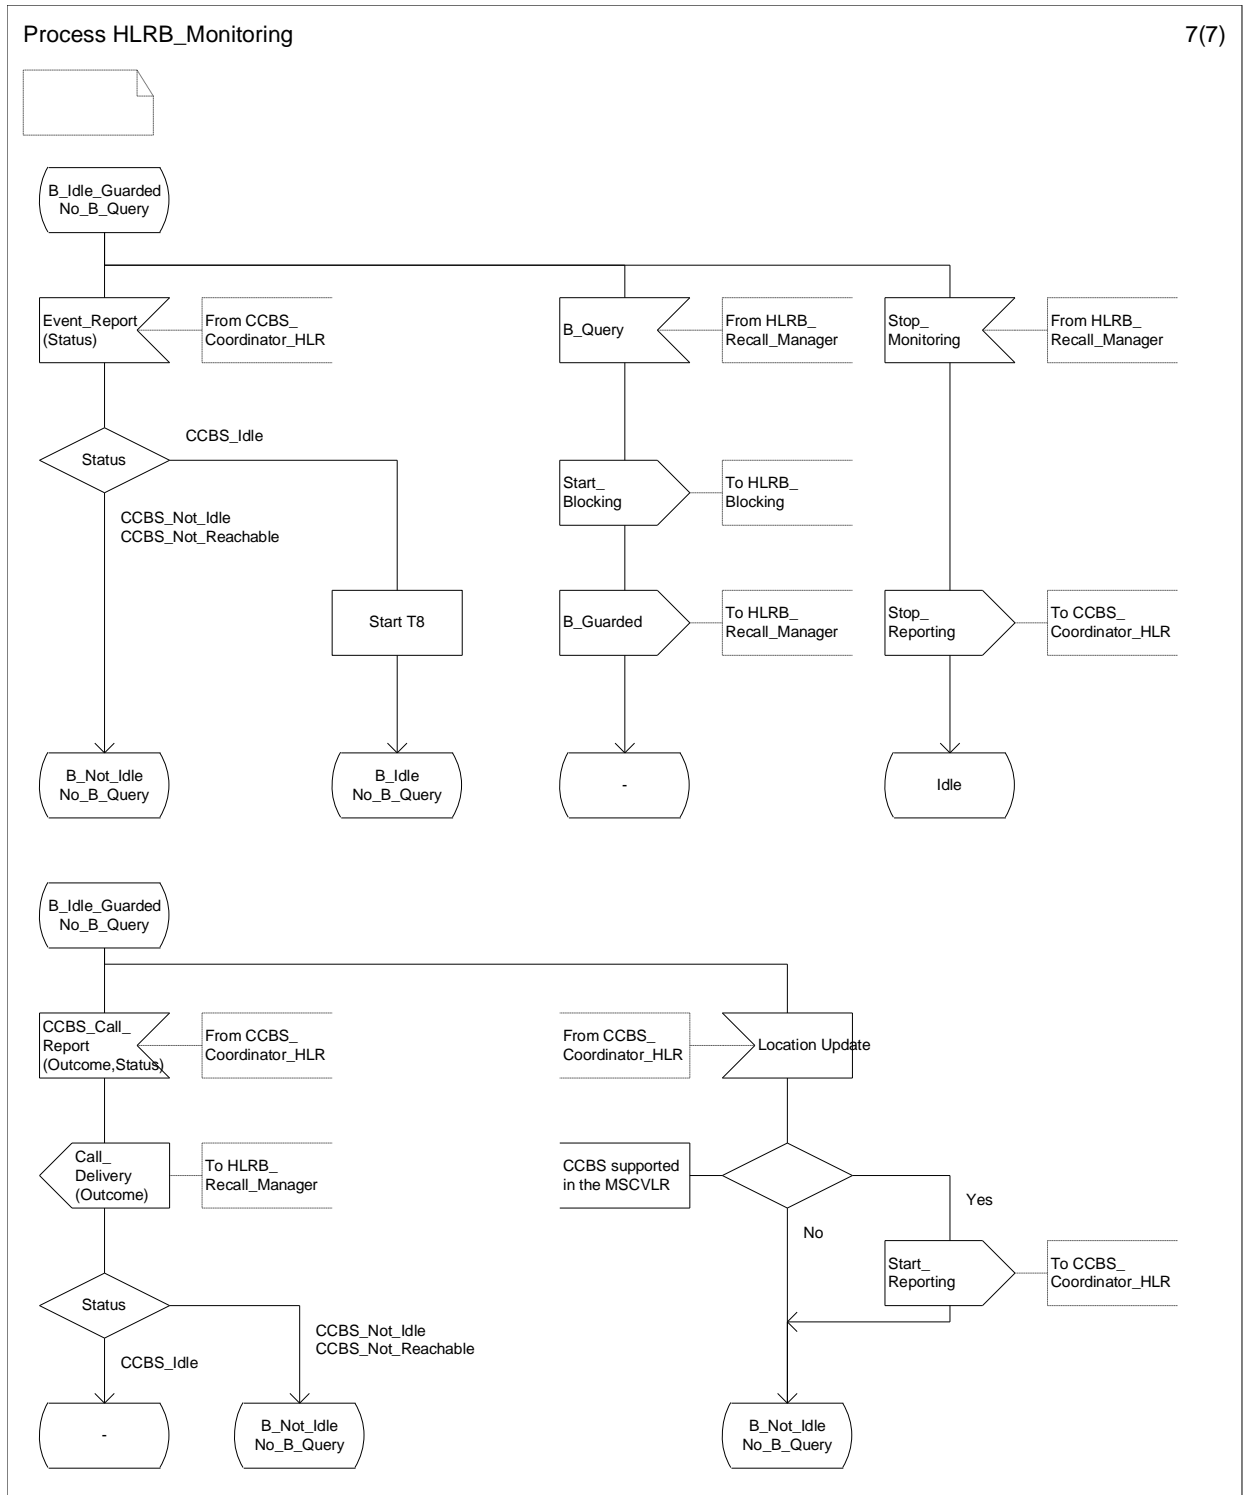 Process HLRB_Monitoring
7(7)
B_Idle_Guarded
No_B_Query
Event_Report
(Status)
From CCBS_
Coordinator_HLR
B_Query
From HLRB_
Recall_Manager
Stop_
Monitoring
From HLRB_
Recall_Manager
Status
CCBS_Idle
CCBS_Not_Idle
CCBS_Not_Reachable
Start_
Blocking
To HLRB_
Blocking
Start T8
B_Guarded
To HLRB_
Recall_Manager
Stop_
Reporting
To CCBS_
Coordinator_HLR
B_Not_Idle
No_B_Query
B_Idle
No_B_Query
-
Idle
B_Idle_Guarded
No_B_Query
CCBS_Call_
Report
(Outcome,Status)
From CCBS_
Coordinator_HLR
From CCBS_
Coordinator_HLR
Location Update
Call_
Delivery
(Outcome)
To HLRB_
Recall_Manager
CCBS supported
in the MSCVLR
Yes
No
Start_
Reporting
To CCBS_
Coordinator_HLR
Status
CCBS_Not_Idle
CCBS_Not_Reachable
CCBS_Idle
-
B_Not_Idle
No_B_Query
B_Not_Idle
No_B_Query